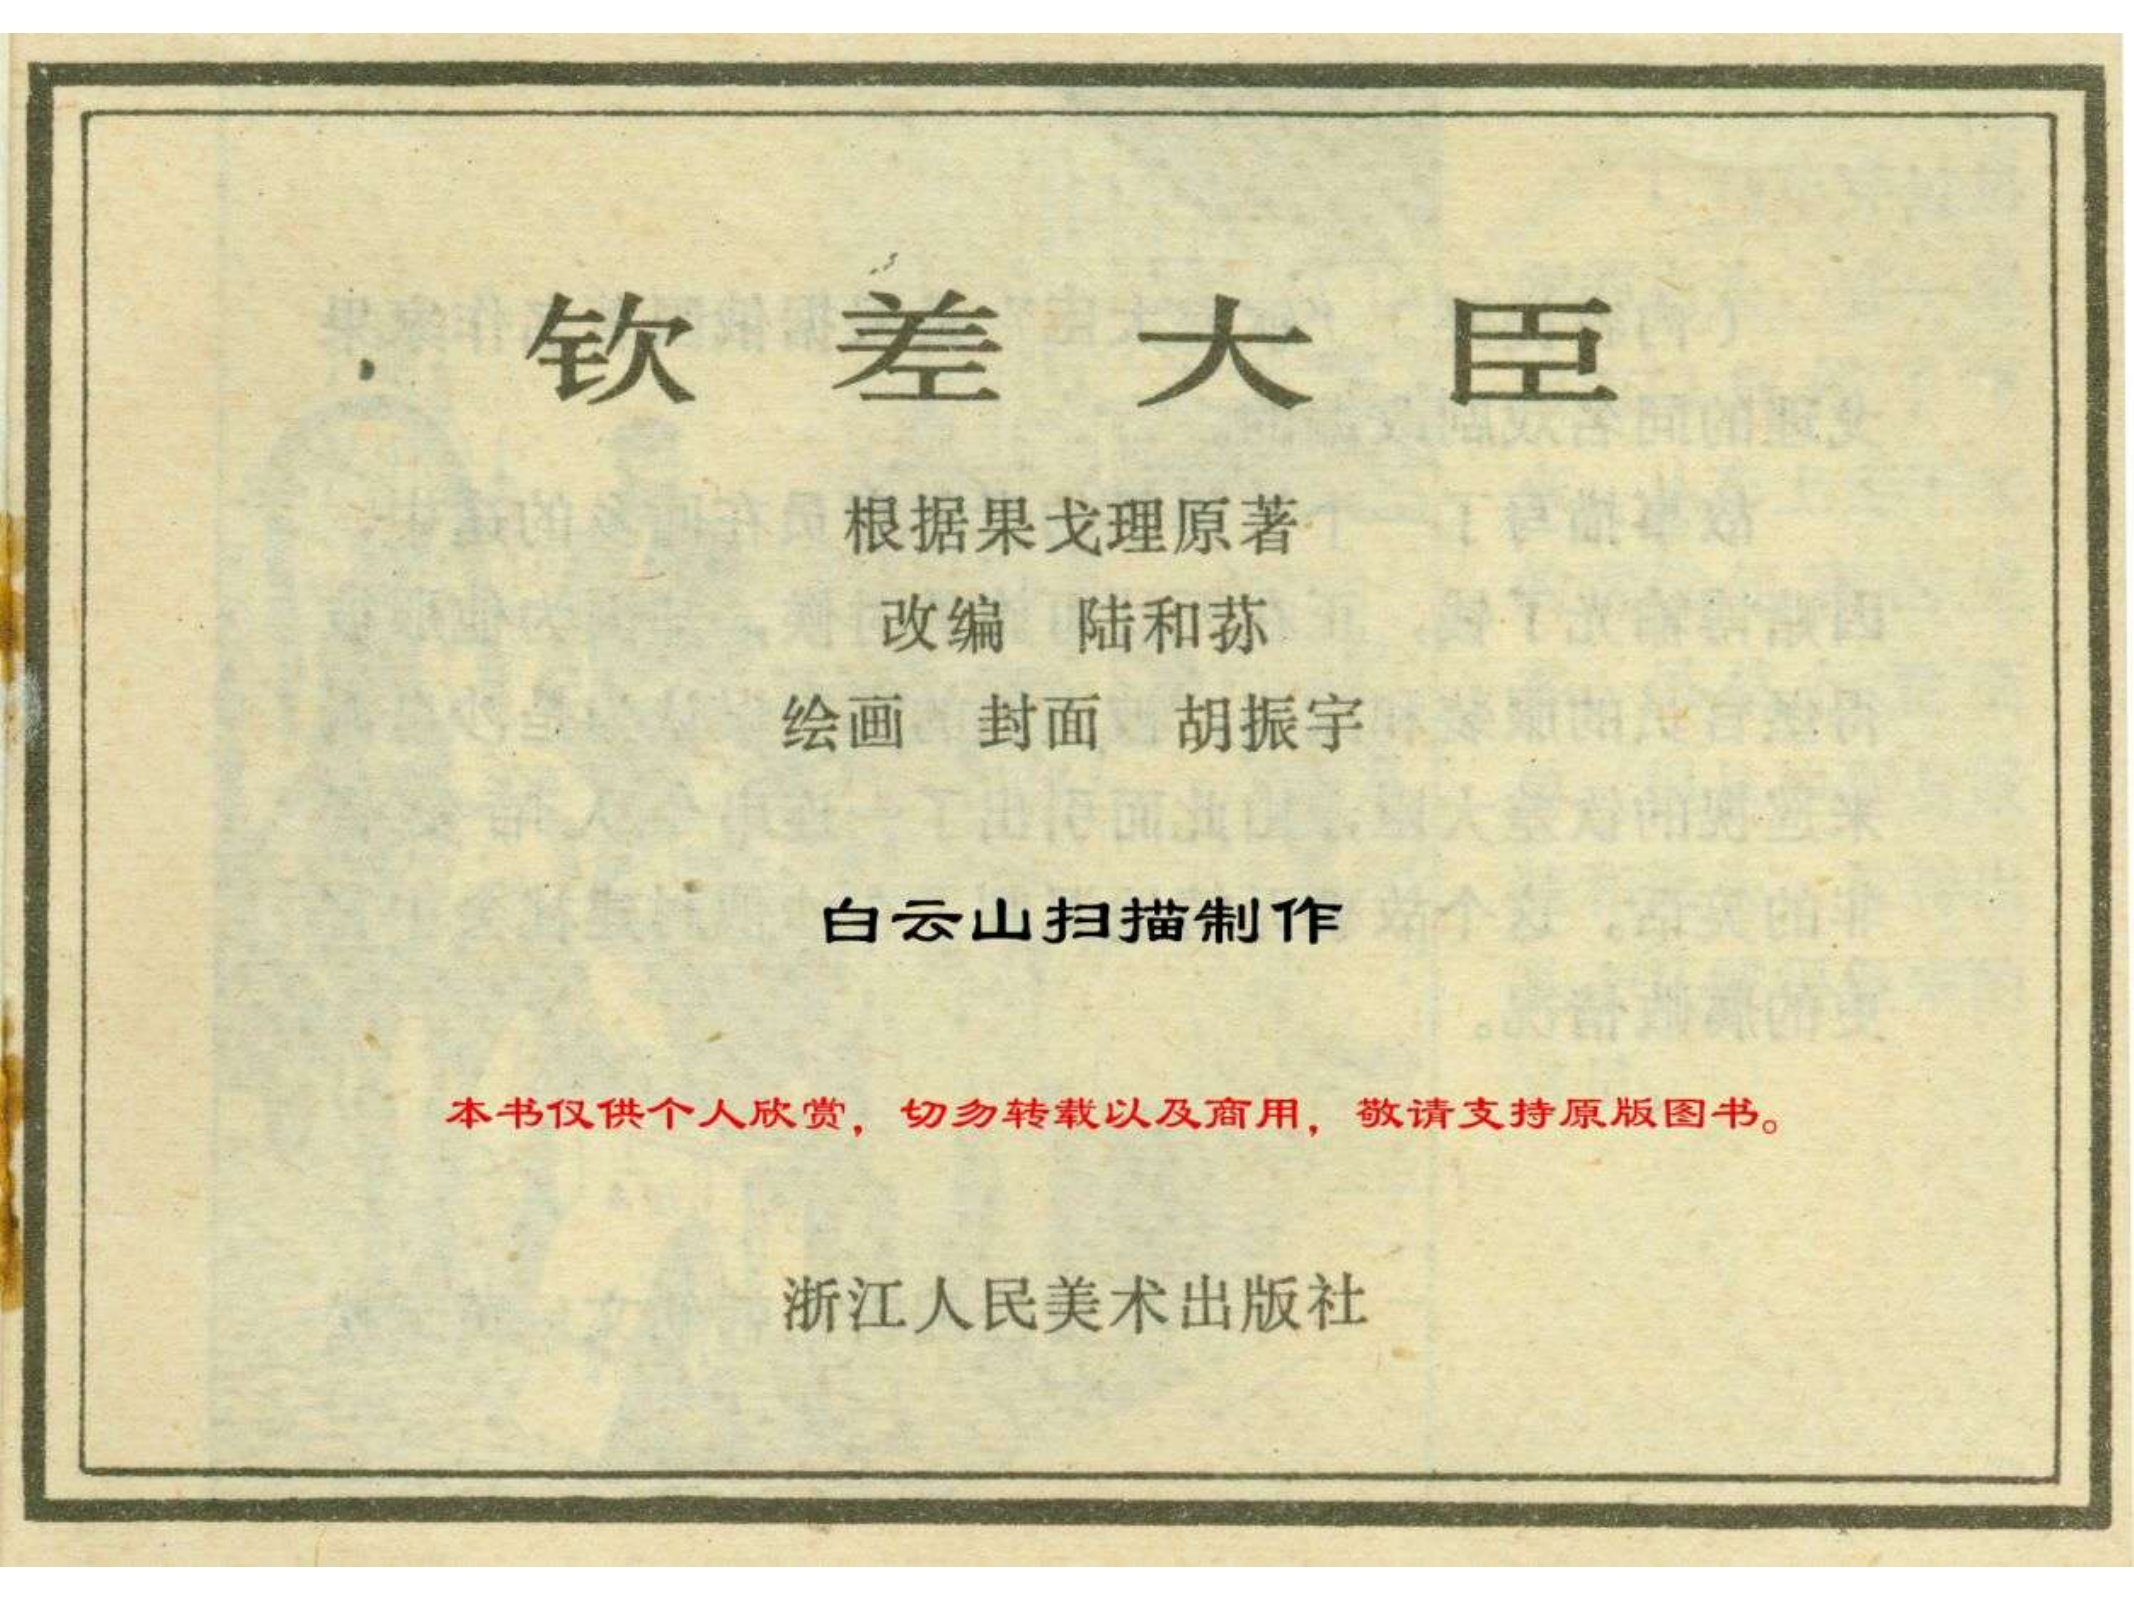 钦差大臣
根据果戈理原著
改编 陆和荪
绘画 封面 胡振宇
白云山扫描制作
本书仅供个人欣赏，切勿转载以及商用，敬请支持原版图书。
浙江人民美术出版社